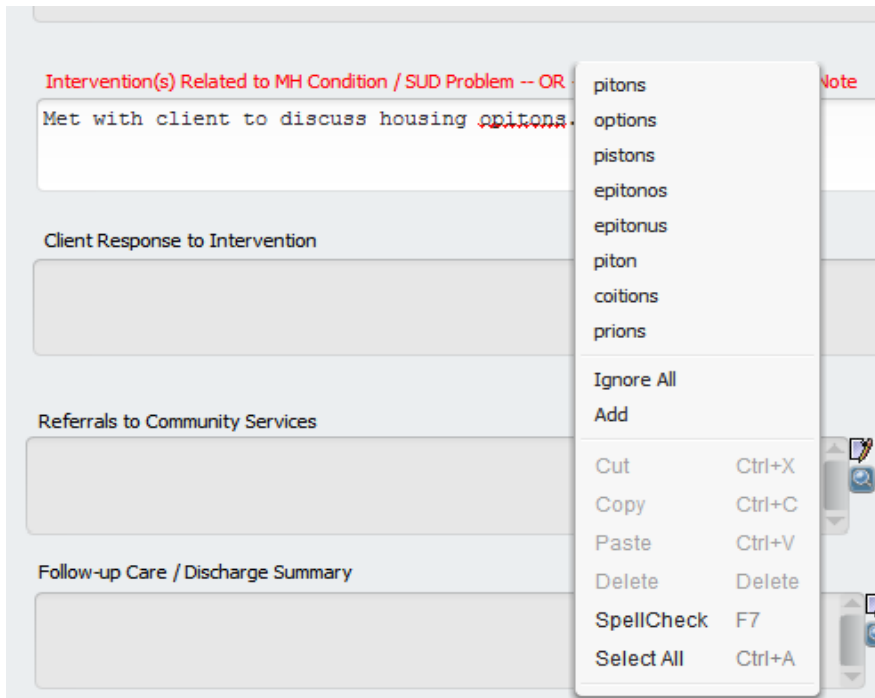 Intervention(s) Related to MH Condition / SUD Problem -- OR - Note
Met with client to discuss housing opitons.
Client Response to Intervention
Referrals to Community Services
Follow-up Care / Discharge Summary
pitons
options
pistons
epitonos
epitonus
piton
coitions
prions
Ignore All
Add
Cut Ctrl+X
Copy Ctrl+C
Paste Ctrl+V
Delete Delete
SpellCheck F7
Select All Ctrl+A